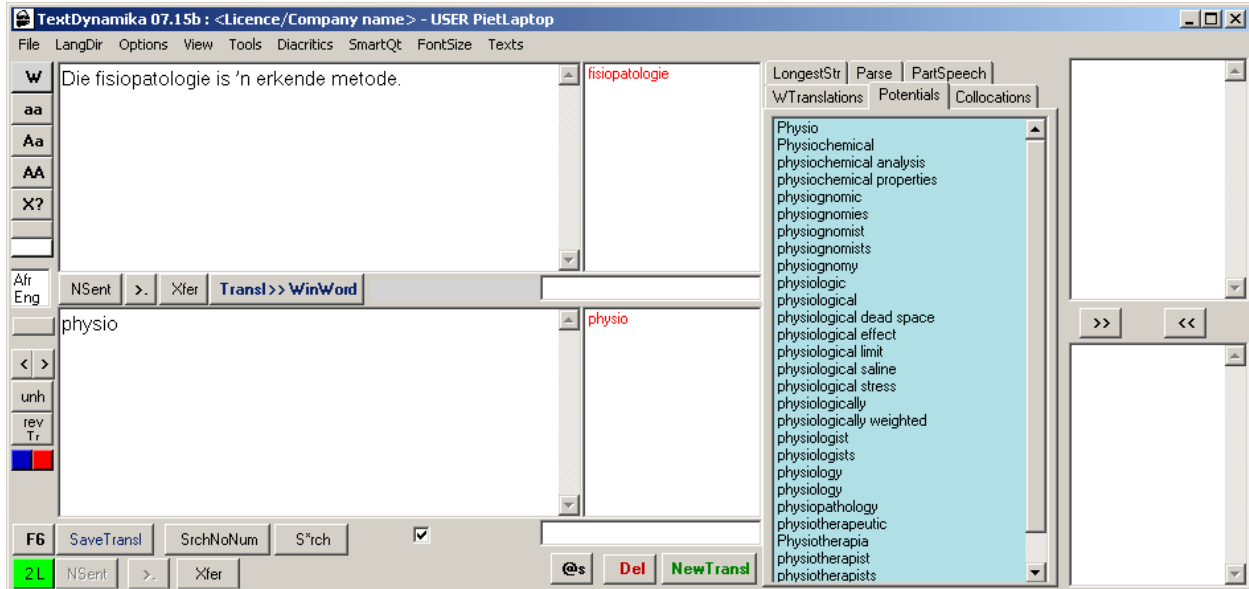 TextDynamika 07.15b : <Licence/Company name> - USER PietLaptop
File LangDir Options View Tools Diacritics SmartQt FontSize Texts
W
aa
Aa
AA
X?
Afr
Eng
Die fisiopatologie is 'n erkende metode.
fisiopatologie
NSent >. Xfer Transl>>WinWord
< >
unh
rev
Tr
physio
physio
LongestStr Parse PartSpeech
WTranslations Potentials Collocations
Physio
Physiochemical
physiochemical analysis
physiochemical properties
physiognomic
physiognomies
physiognomist
physiognomists
physiognomy
physiologic
physiological
physiological dead space
physiological effect
physiological limit
physiological saline
physiological stress
physiologically
physiologically weighted
physiologist
physiologists
physiology
physiology
physiopathology
physiotherapeutic
Physiotherapia
physiotherapist
physiotherapists
>> <<
F6 SaveTransl SrchNoNum S*rch
2L NSent >. Xfer @s Del NewTransl